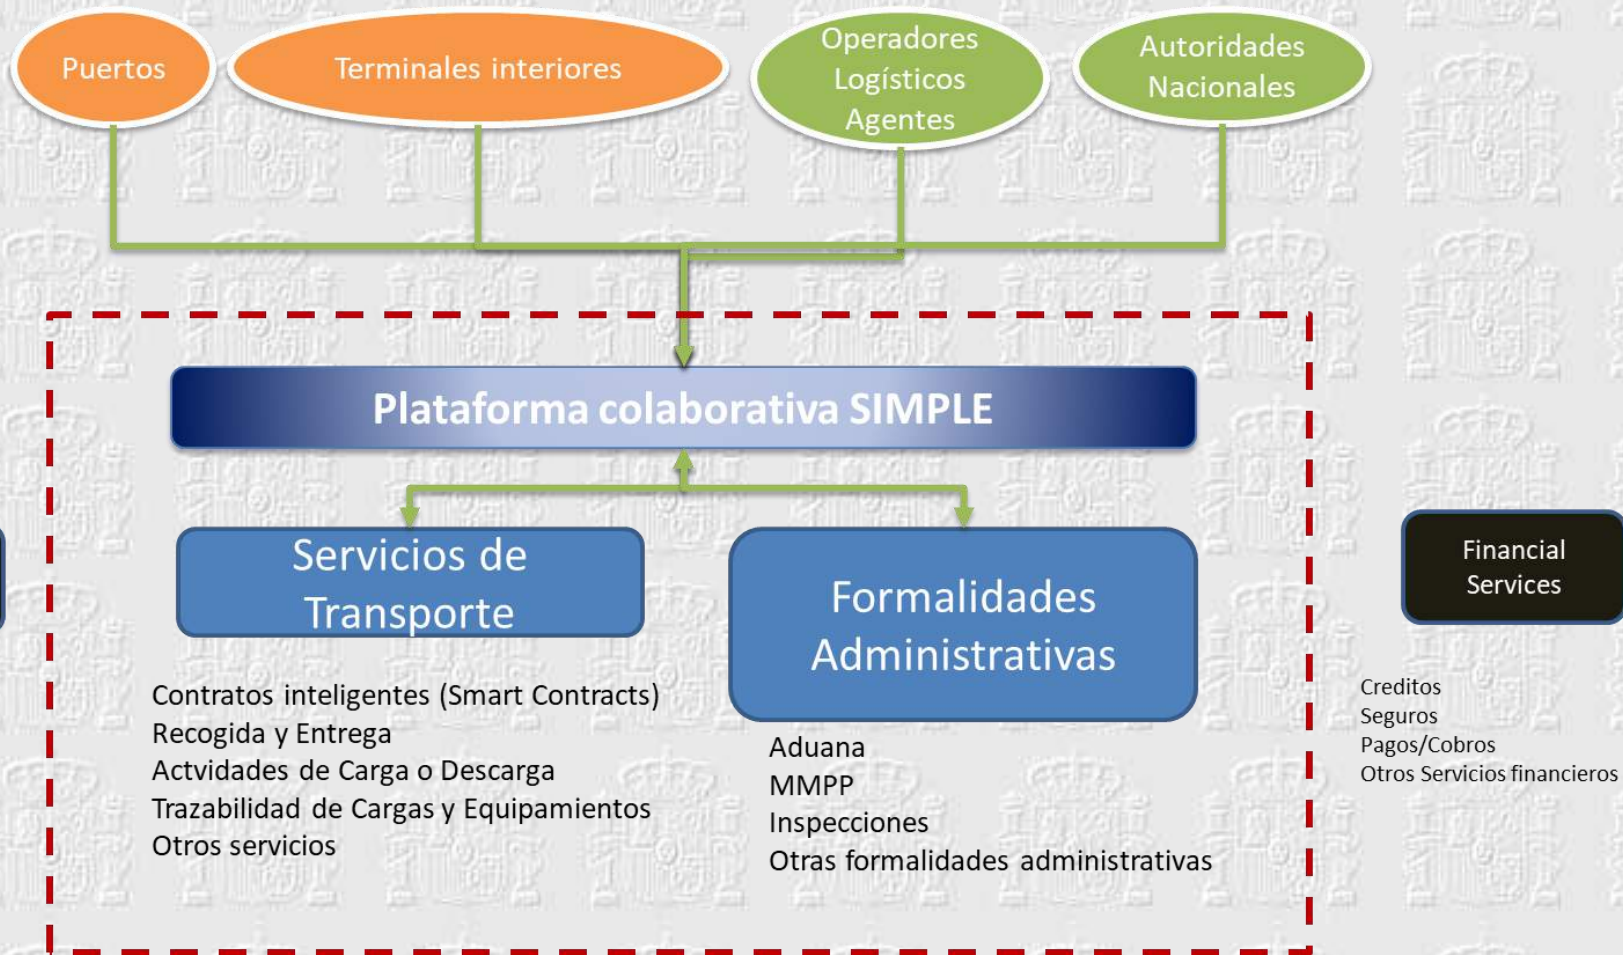 Puertos
Terminales interiores
Operadores
Logísticos
Agentes
Autoridades
Nacionales
Plataforma colaborativa SIMPLE
Servicios de
Transporte
Contratos inteligentes (Smart Contracts)
Recogida y Entrega
Actvidades de Carga o Descarga
Trazabilidad de Cargas y Equipamientos
Otros servicios
Formalidades
Administrativas
Aduana
MMPP
Inspecciones
Otras formalidades administrativas
Financial
Services
Creditos
Seguros
Pagos/Cobros
Otros Servicios financieros